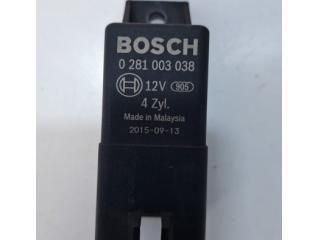 BOSCH
0 281 003 038
12V 905
4 Zyl.
Made in Malaysia
2015-09-13